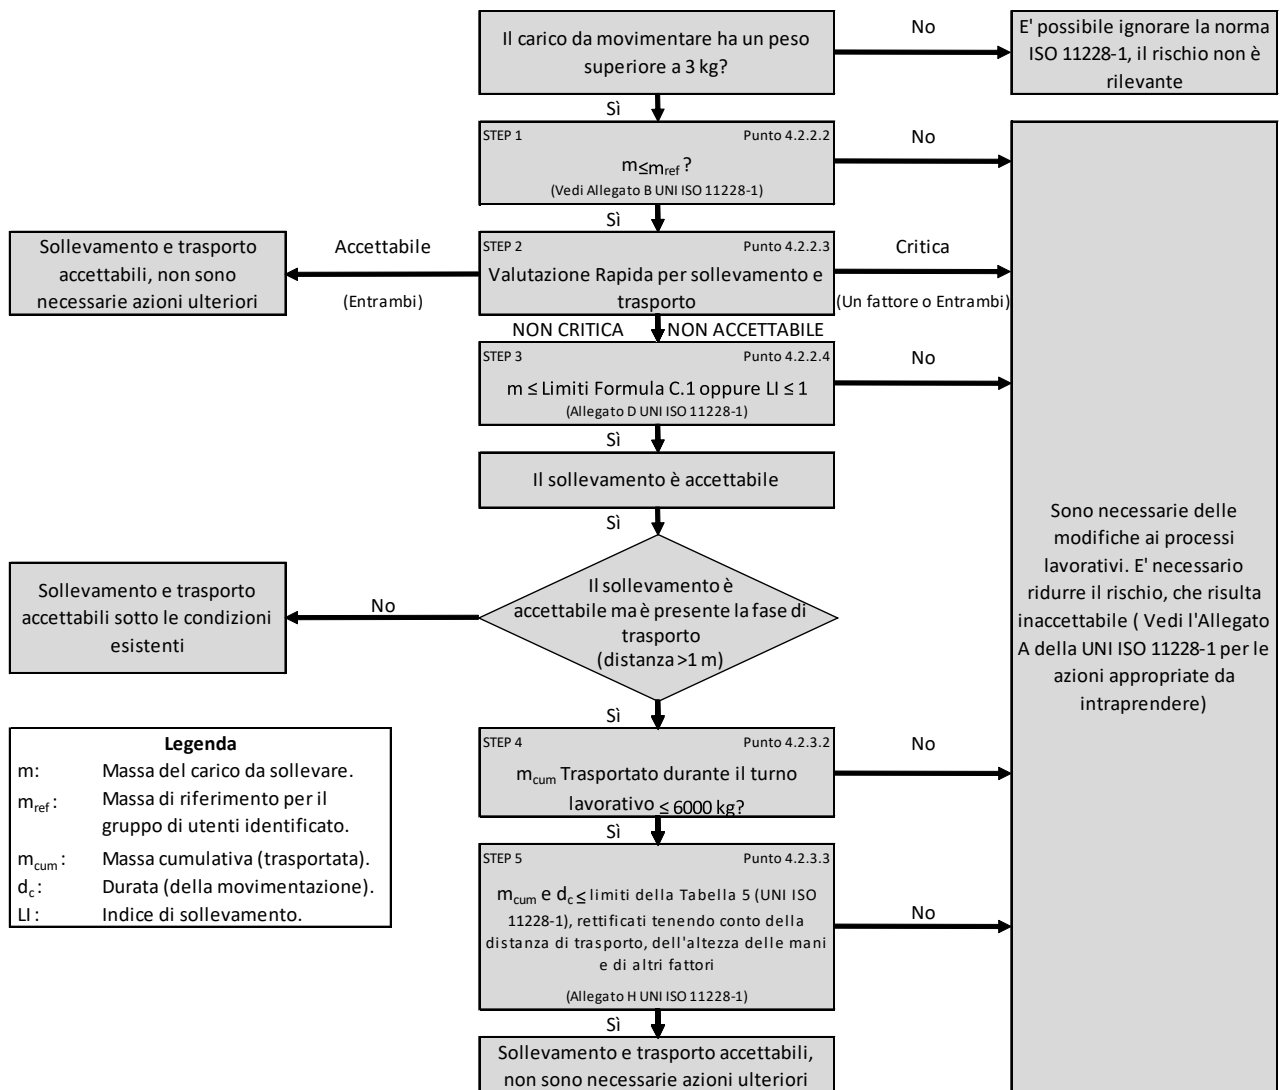 Il carico da movimentare ha un peso
superiore a 3 kg?
No
E' possibile ignorare la norma
ISO 11228-1, il rischio non è
rilevante
Sì
STEP 1 Punto 4.2.2.2
m≤mref ?
(Vedi Allegato B UNI ISO 11228-1)
No
Sì
Sollevamento e trasporto
accettabili, non sono
necessarie azioni ulteriori
Accettabile
(Entrambi)
STEP 2 Punto 4.2.2.3
Valutazione Rapida per sollevamento e
trasporto
Critica
(Un fattore o Entrambi)
NON CRITICA NON ACCETTABILE
STEP 3 Punto 4.2.2.4
m ≤ Limiti Formula C.1 oppure LI ≤ 1
(Allegato D UNI ISO 11228-1)
No
Sì
Il sollevamento è accettabile
Sì
Il sollevamento è
accettabile ma è presente la fase di
trasporto
(distanza >1 m)
No
Sollevamento e trasporto
accettabili sotto le condizioni
esistenti
Sono necessarie delle
modifiche ai processi
lavorativi. E' necessario
ridurre il rischio, che risulta
inaccettabile ( Vedi l'Allegato
A della UNI ISO 11228-1 per le
azioni appropriate da
intraprendere)
Sì
STEP 4 Punto 4.2.3.2
mcum Trasportato durante il turno
lavorativo ≤ 6000 kg?
No
Sì
STEP 5 Punto 4.2.3.3
mcum e dc ≤ limiti della Tabella 5 (UNI ISO
11228-1), rettificati tenendo conto della
distanza di trasporto, dell'altezza delle mani
e di altri fattori
(Allegato H UNI ISO 11228-1)
No
Sì
Sollevamento e trasporto accettabili,
non sono necessarie azioni ulteriori
Legenda
m: Massa del carico da sollevare.
mref : Massa di riferimento per il
gruppo di utenti identificato.
mcum : Massa cumulativa (trasportata).
dc : Durata (della movimentazione).
LI : Indice di sollevamento.